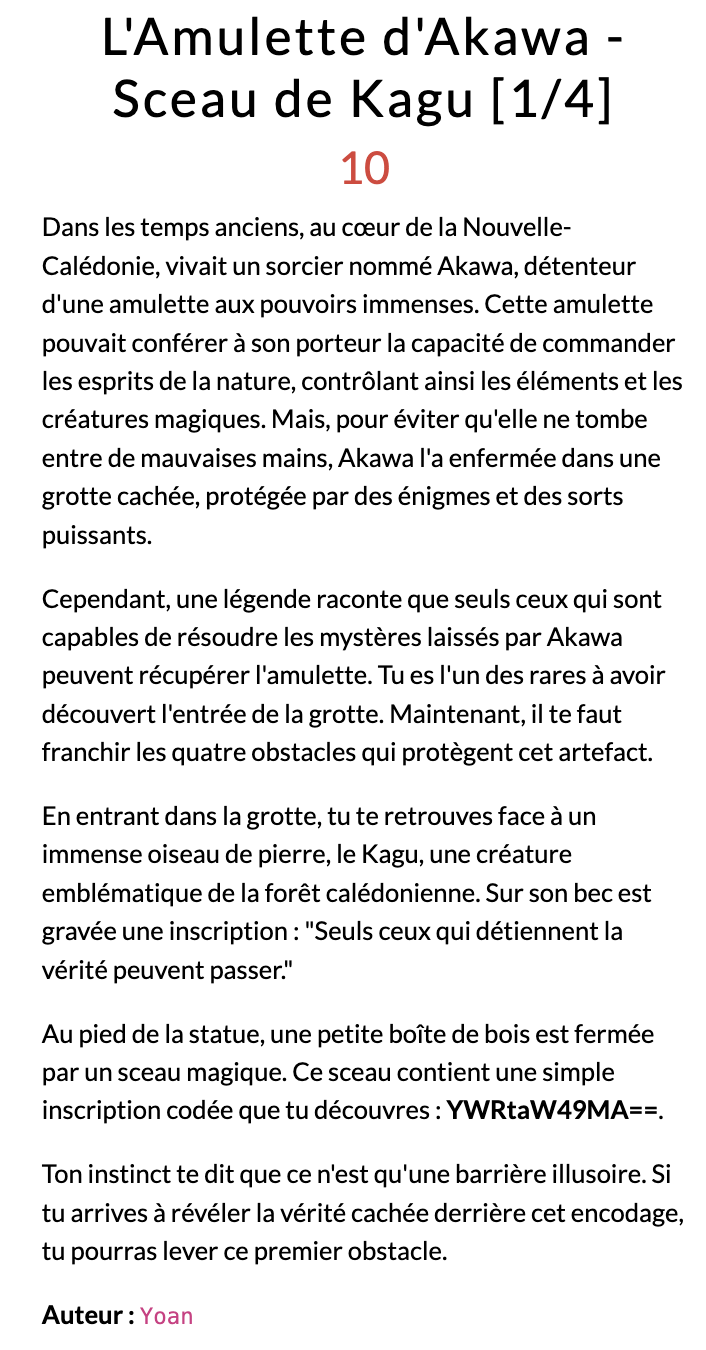 L'Amulette d'Akawa -
Sceau de Kagu [1/4]
10
Dans les temps anciens, au cœur de la Nouvelle-
Calédonie, vivait un sorcier nommé Akawa, détenteur
d'une amulette aux pouvoirs immenses. Cette amulette
pouvait conférer à son porteur la capacité de commander
les esprits de la nature, contrôlant ainsi les éléments et les
créatures magiques. Mais, pour éviter qu'elle ne tombe
entre de mauvaises mains, Akawa l'a enfermée dans une
grotte cachée, protégée par des énigmes et des sorts
puissants.
Cependant, une légende raconte que seuls ceux qui sont
capables de résoudre les mystères laissés par Akawa
peuvent récupérer l'amulette. Tu es l'un des rares à avoir
découvert l'entrée de la grotte. Maintenant, il te faut
franchir les quatre obstacles qui protègent cet artefact.
En entrant dans la grotte, tu te retrouves face à un
immense oiseau de pierre, le Kagu, une créature
emblématique de la forêt calédonienne. Sur son bec est
gravée une inscription : "Seuls ceux qui détiennent la
vérité peuvent passer."
Au pied de la statue, une petite boîte de bois est fermée
par un sceau magique. Ce sceau contient une simple
inscription codée que tu découvres : YWRtaW49MA==.
Ton instinct te dit que ce n'est qu'une barrière illusoire. Si
tu arrives à révéler la vérité cachée derrière cet encodage,
tu pourras lever ce premier obstacle.
Auteur : Yoan